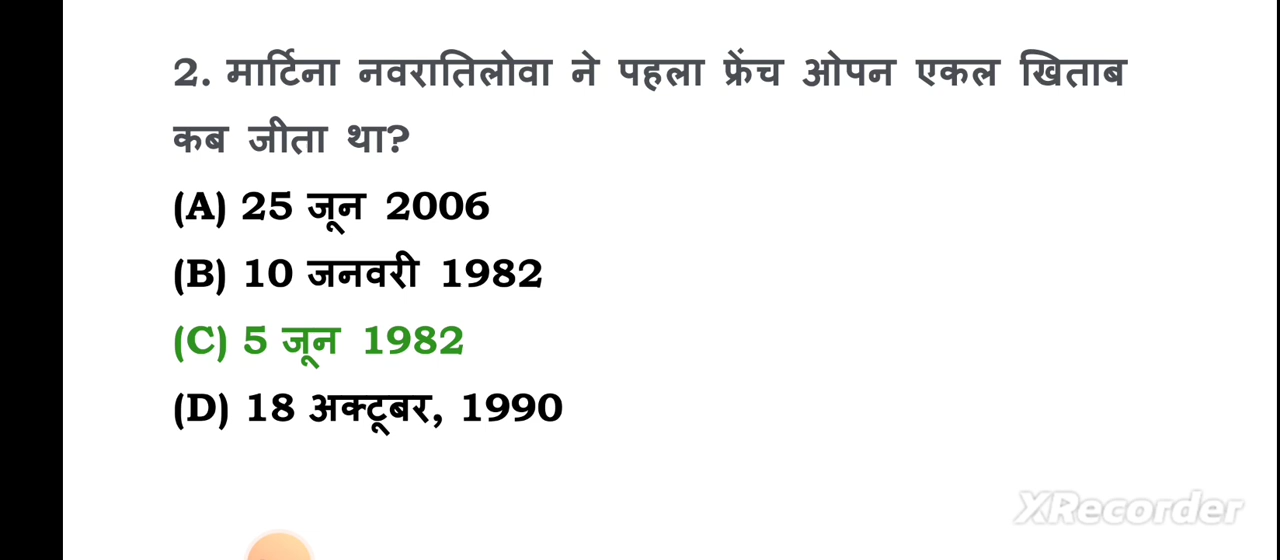 2. मार्टिना नवरातिलोवा ने पहला फ्रेंच ओपन एकल खिताब
कब जीता था?
(A) 25 जून 2006
(B) 10 जनवरी 1982
(C) 5 जून 1982
(D) 18 अक्टूबर, 1990
XRecorder